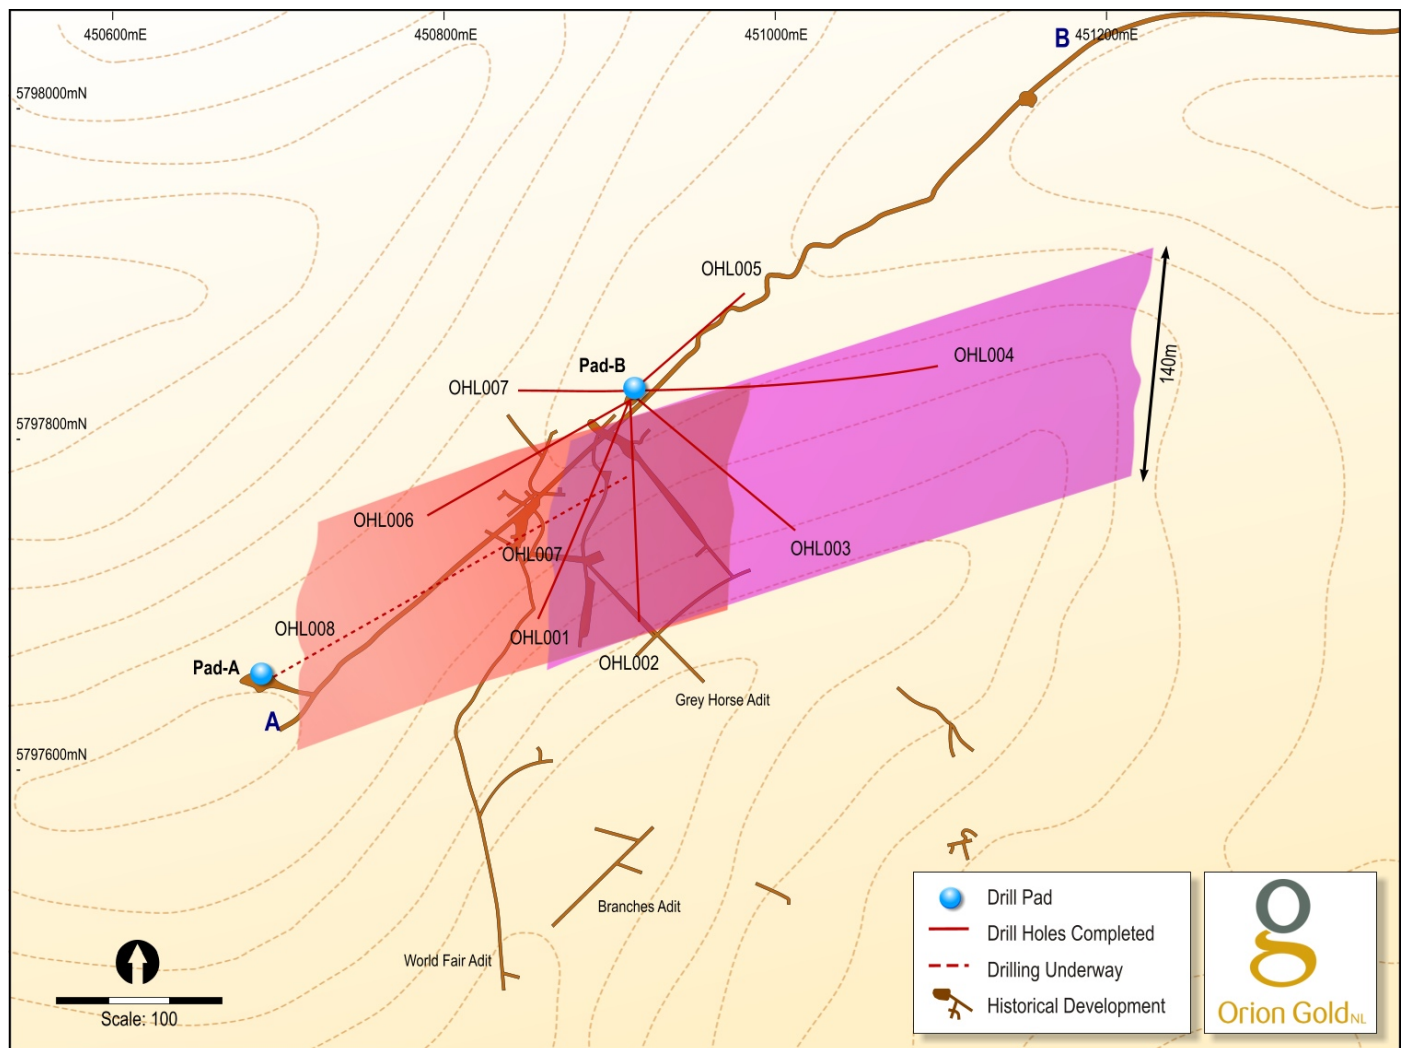 450600mE
450800mE
451000mE
B
451200mE
5798000mN
OHL005
Pad-B
OHL004
140m
OHL007
5797800mN
OHL006
OHL007
OHL003
OHL008
OHL001
Pad-A
OHL002
Grey Horse Adit
A
5797600mN
Branches Adit
World Fair Adit
Scale: 100
Drill Pad
Drill Holes Completed
Drilling Underway
Historical Development
Orion Gold NL